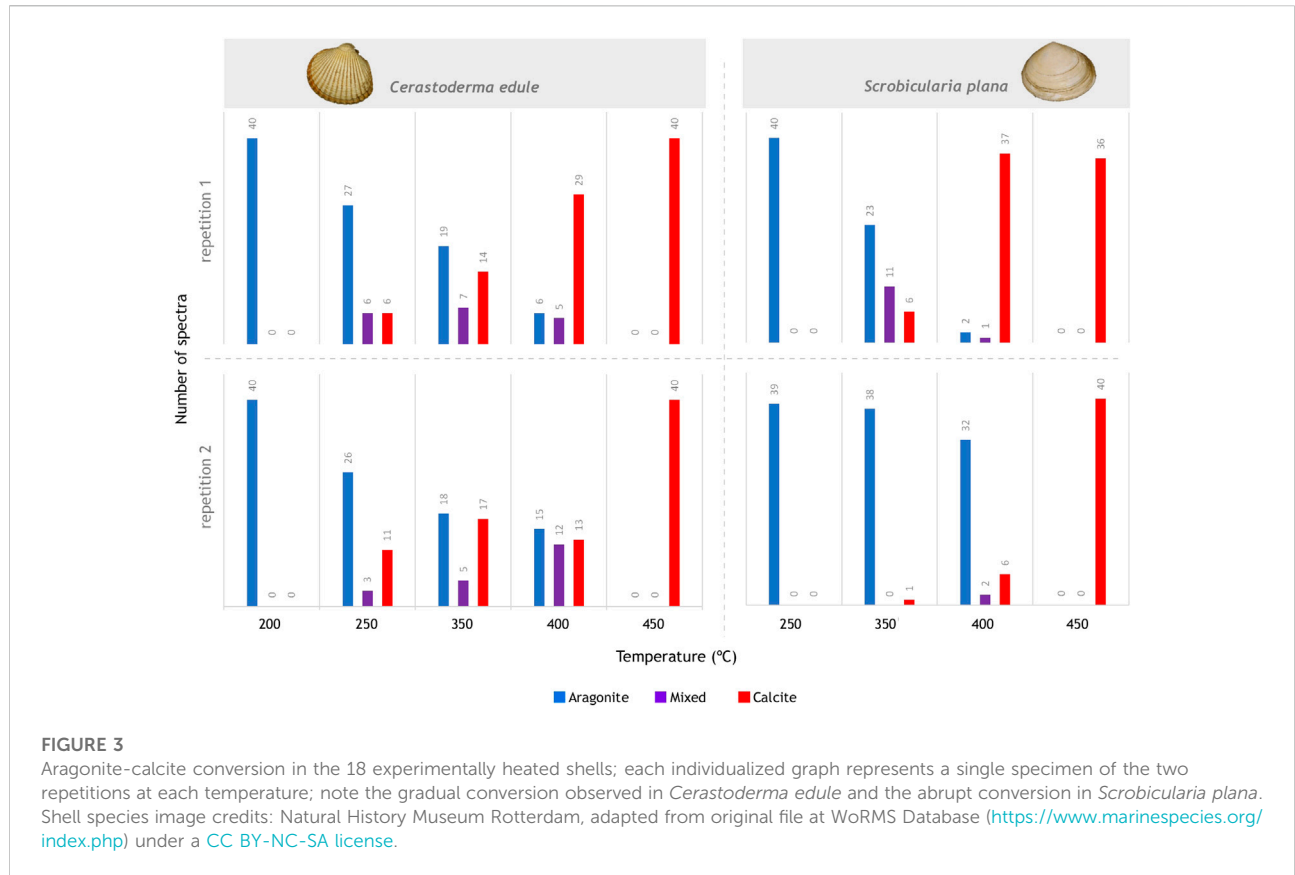 Cerastoderma edule
Scrobicularia plana
Number of spectra
repetition 1
40 0 0
27 6 6
19 7 14
6 5 29
0 0 40
40 0 0
23 11 6
2 1 37
0 0 36
repetition 2
40 0 0
26 3 11
18 5 17
15 12 13
0 0 40
39 0 0
38 0 1
32 2 6
0 0 40
200 250 350 400 450 250 350 400 450
Temperature (ºC)
Aragonite Mixed Calcite
FIGURE 3
Aragonite-calcite conversion in the 18 experimentally heated shells; each individualized graph represents a single specimen of the two
repetitions at each temperature; note the gradual conversion observed in Cerastoderma edule and the abrupt conversion in Scrobicularia plana.
Shell species image credits: Natural History Museum Rotterdam, adapted from original file at WoRMS Database (https://www.marinespecies.org/
index.php) under a CC BY-NC-SA license.